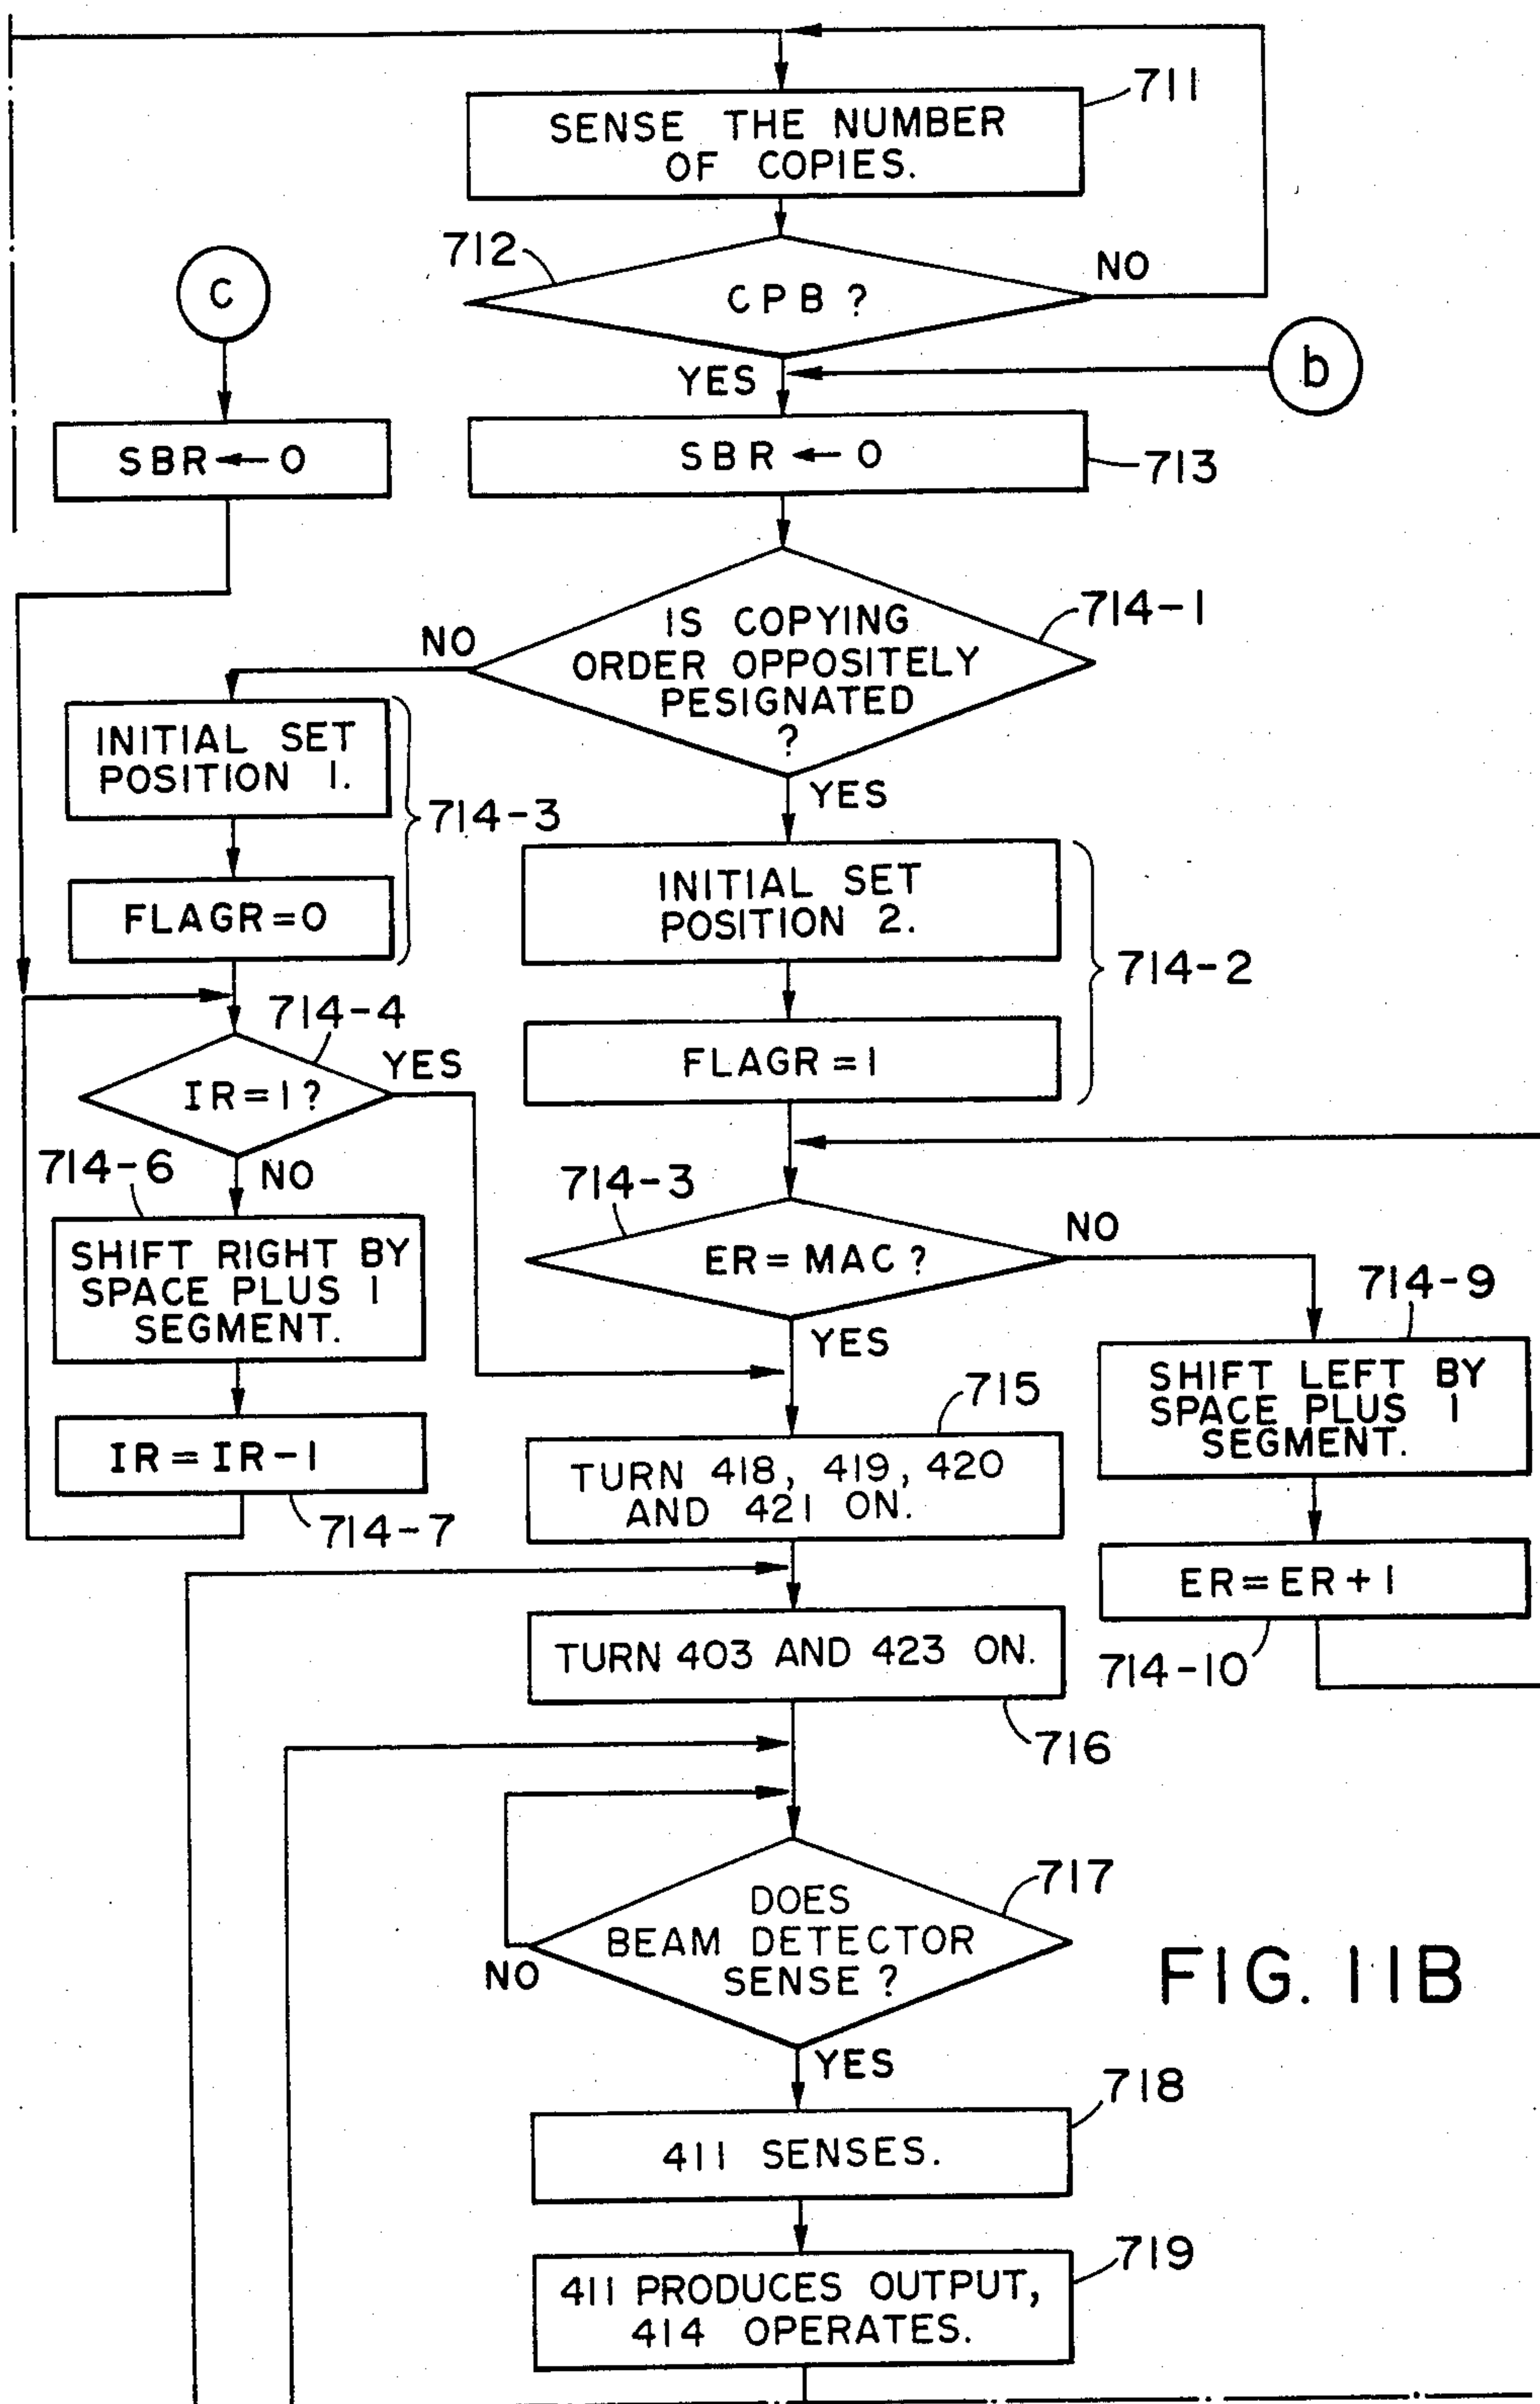 711
SENSE THE NUMBER
OF COPIES.
712
CPB ?
NO
YES
c
b
SBR ← 0
SBR ← 0
713
IS COPYING
ORDER OPPOSITELY
PESIGNATED
?
714-1
NO
YES
INITIAL SET
POSITION 1.
FLAGR=0
714-3
INITIAL SET
POSITION 2.
FLAGR=1
714-2
714-4
IR=1?
YES
NO
714-6
SHIFT RIGHT BY
SPACE PLUS 1
SEGMENT.
IR=IR-1
714-7
714-3
ER=MAC?
NO
YES
714-9
SHIFT LEFT BY
SPACE PLUS 1
SEGMENT.
ER=ER+1
714-10
715
TURN 418, 419, 420
AND 421 ON.
TURN 403 AND 423 ON.
716
717
DOES
BEAM DETECTOR
SENSE ?
NO
YES
718
411 SENSES.
719
411 PRODUCES OUTPUT,
414 OPERATES.
FIG. 11B